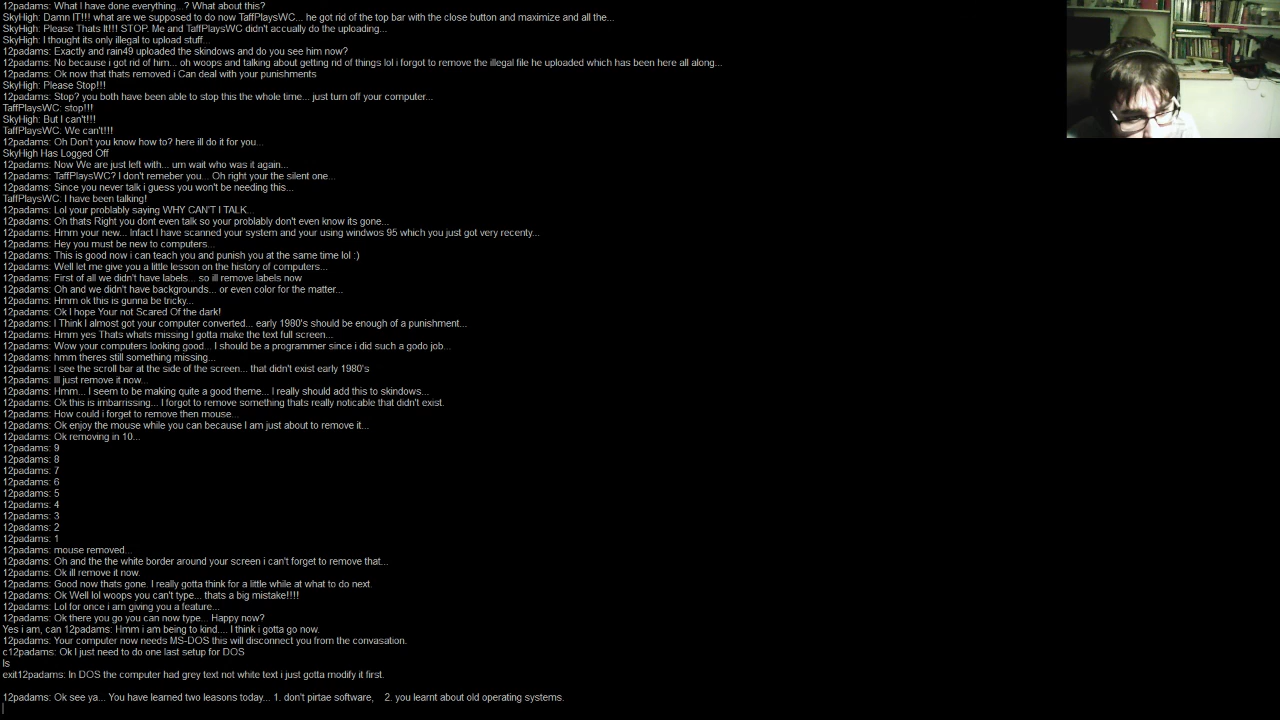 12padams: What I have done everything...? What about this?
SkyHigh: Damn IT!!! what are we supposed to do now TaffPlaysWC... he got rid of the top bar with the close button and maximize and all the...
SkyHigh: Please Thats It!!! STOP. Me and TaffPlaysWC didn't accually do the uploading...
SkyHigh: I thought its only illegal to upload stuff...
12padams: Exactly and rain49 uploaded the skindows and do you see him now?
12padams: No because i got rid of him... oh woops and talking about getting rid of things lol i forgot to remove the illegal file he uploaded which has been here all along...
12padams: Ok now that thats removed i Can deal with your punishments
SkyHigh: Please Stop!!!
12padams: Stop? you both have been able to stop this the whole time... just turn off your computer...
TaffPlaysWC: stop!!!
SkyHigh: But I can't!!!
TaffPlaysWC: We can't!!!
12padams: Oh Don't you know how to? here ill do it for you...
SkyHigh Has Logged Off
12padams: Now We are just left with... um wait who was it again...
12padams: TaffPlaysWC? I don't remeber you... Oh right your the silent one...
12padams: Since you never talk i guess you won't be needing this...
TaffPlaysWC: I have been talking!
12padams: Lol your problably saying WHY CAN'T I TALK...
12padams: Oh thats Right you dont even talk so your problably don't even know its gone...
12padams: Hmm your new... Infact I have scanned your system and your using windwos 95 which you just got very recenty...
12padams: Hey you must be new to computers...
12padams: This is good now i can teach you and punish you at the same time lol :)
12padams: Well let me give you a little lesson on the history of computers...
12padams: First of all we didn't have labels... so ill remove labels now
12padams: Oh and we didn't have backgrounds... or even color for the matter...
12padams: Hmm ok this is gunna be tricky...
12padams: Ok I hope Your not Scared Of the dark!
12padams: I Think I almost got your computer converted... early 1980's should be enough of a punishment...
12padams: Hmm yes Thats whats missing I gotta make the text full screen...
12padams: Wow your computers looking good... I should be a programmer since i did such a godo job...
12padams: hmm theres still something missing...
12padams: I see the scroll bar at the side of the screen... that didn't exist early 1980's
12padams: Ill just remove it now...
12padams: Hmm... I seem to be making quite a good theme... I really should add this to skindows...
12padams: Ok this is imbarrissing... I forgot to remove something thats really noticable that didn't exist.
12padams: How could i forget to remove then mouse...
12padams: Ok enjoy the mouse while you can because I am just about to remove it...
12padams: Ok removing in 10...
12padams: 9
12padams: 8
12padams: 7
12padams: 6
12padams: 5
12padams: 4
12padams: 3
12padams: 2
12padams: 1
12padams: mouse removed...
12padams: Oh and the the white border around your screen i can't forget to remove that...
12padams: Ok ill remove it now.
12padams: Good now thats gone. I really gotta think for a little while at what to do next.
12padams: Ok Well lol woops you can't type... thats a big mistake!!!!
12padams: Lol for once i am giving you a feature...
12padams: Ok there you go you can now type... Happy now?
Yes i am, can 12padams: Hmm i am being to kind.... I think i gotta go now.
12padams: Your computer now needs MS-DOS this will disconnect you from the convasation.
c12padams: Ok I just need to do one last setup for DOS
ls
exit12padams: In DOS the computer had grey text not white text i just gotta modify it first.
12padams: Ok see ya... You have learned two leasons today... 1. don't pirtae software,    2. you learnt about old operating systems.